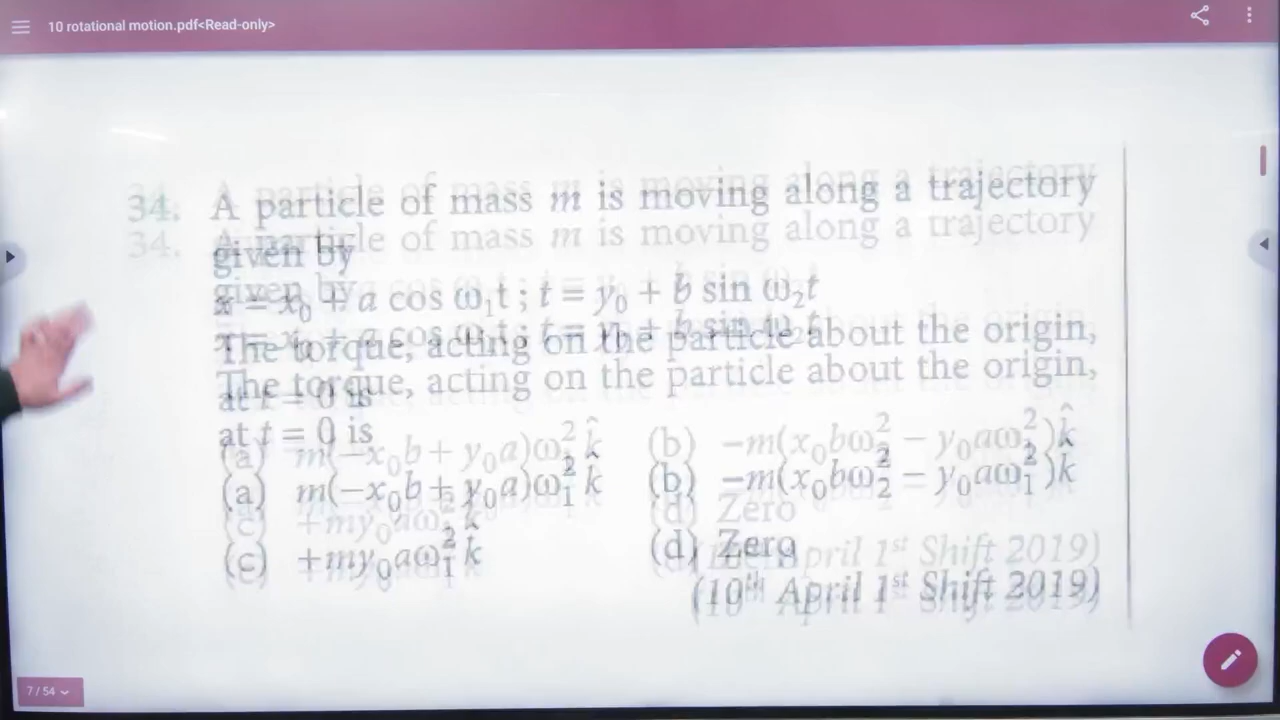 10 rotational motion.pdf<Read-only>
34. A particle of mass m is moving along a trajectory
given by
x = x₀ + a cos ω₁t ; t = y₀ + b sin ω₂t
The torque, acting on the particle about the origin,
at t = 0 is
(a) m(−x₀b + y₀a)ω₁² k̂ (b) −m(x₀bω₂² − y₀aω₁²)k̂
(c) +my₀aω₁² k̂ (d) Zero
(10ᵗʰ April 1ˢᵗ Shift 2019)
7 / 54